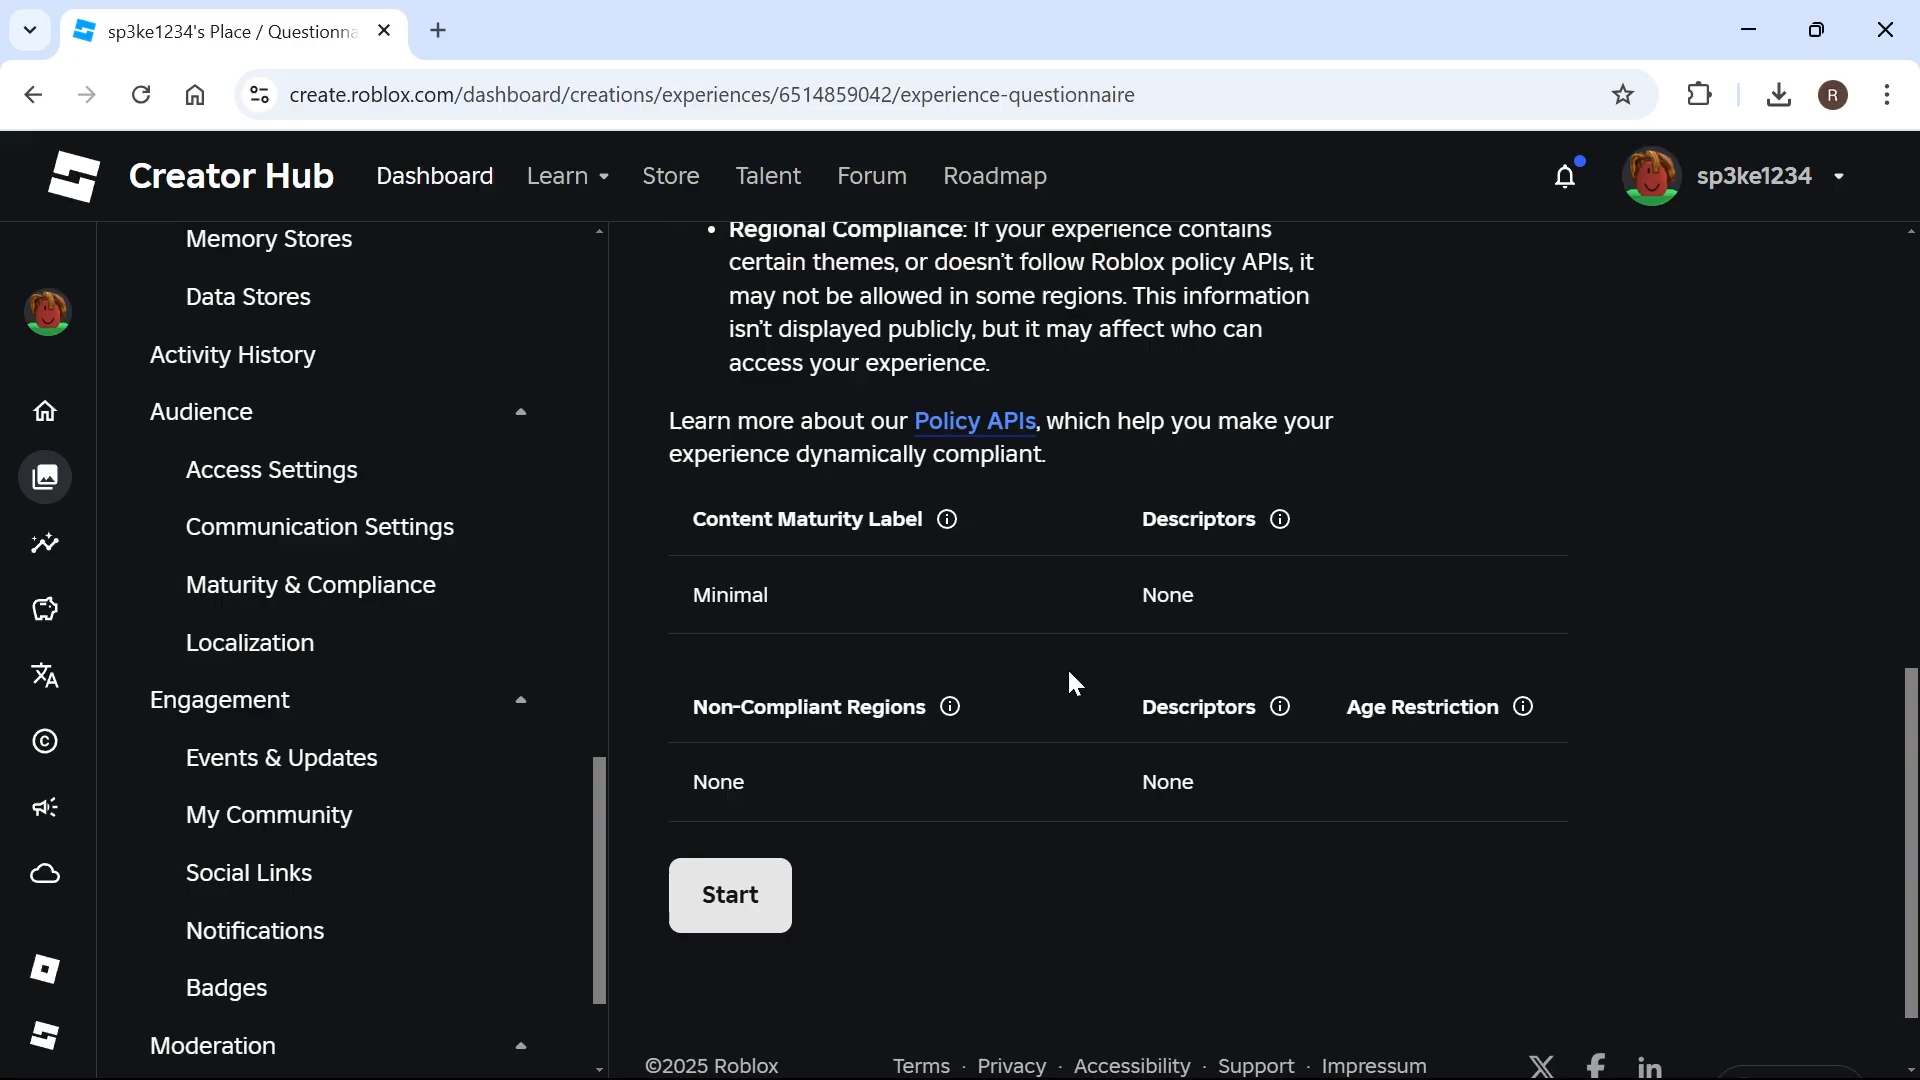 sp3ke1234's Place / Questionna
create.roblox.com/dashboard/creations/experiences/6514859042/experience-questionnaire
R
Creator Hub
Dashboard
Learn
Store
Talent
Forum
Roadmap
sp3ke1234
Memory Stores
Data Stores
Activity History
Audience
Access Settings
Communication Settings
Maturity & Compliance
Localization
Engagement
Events & Updates
My Community
Social Links
Notifications
Badges
Moderation
• Regional Compliance: If your experience contains
certain themes, or doesn't follow Roblox policy APIs, it
may not be allowed in some regions. This information
isn't displayed publicly, but it may affect who can
access your experience.
Learn more about our Policy APIs, which help you make your
experience dynamically compliant.
Content Maturity Label
Descriptors
Minimal
None
Non-Compliant Regions
Descriptors
Age Restriction
None
None
Start
©2025 Roblox
Terms · Privacy · Accessibility · Support · Impressum